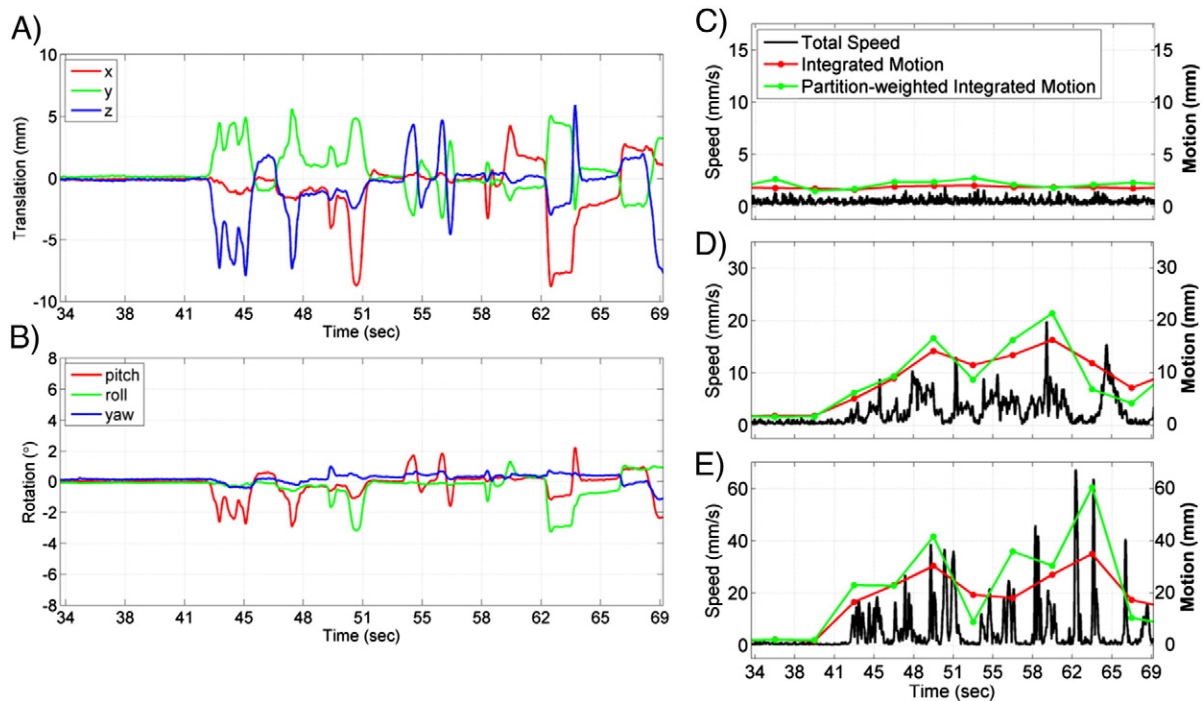 A)
Translation (mm)
10
5
0
-5
-10
x
y
z
34 38 41 45 48 51 55 58 62 65 69
Time (sec)
B)
Rotation (°)
8
6
4
2
0
-2
-4
-6
-8
pitch
roll
yaw
34 38 41 45 48 51 55 58 62 65 69
Time (sec)
C)
Speed (mm/s)
15
10
5
0
Total Speed
Integrated Motion
Partition-weighted Integrated Motion
15
10
5
0
Motion (mm)
D)
Speed (mm/s)
30
20
10
0
30
20
10
0
Motion (mm)
E)
Speed (mm/s)
60
40
20
0
60
40
20
0
Motion (mm)
34 38 41 45 48 51 55 58 62 65 69
Time (sec)